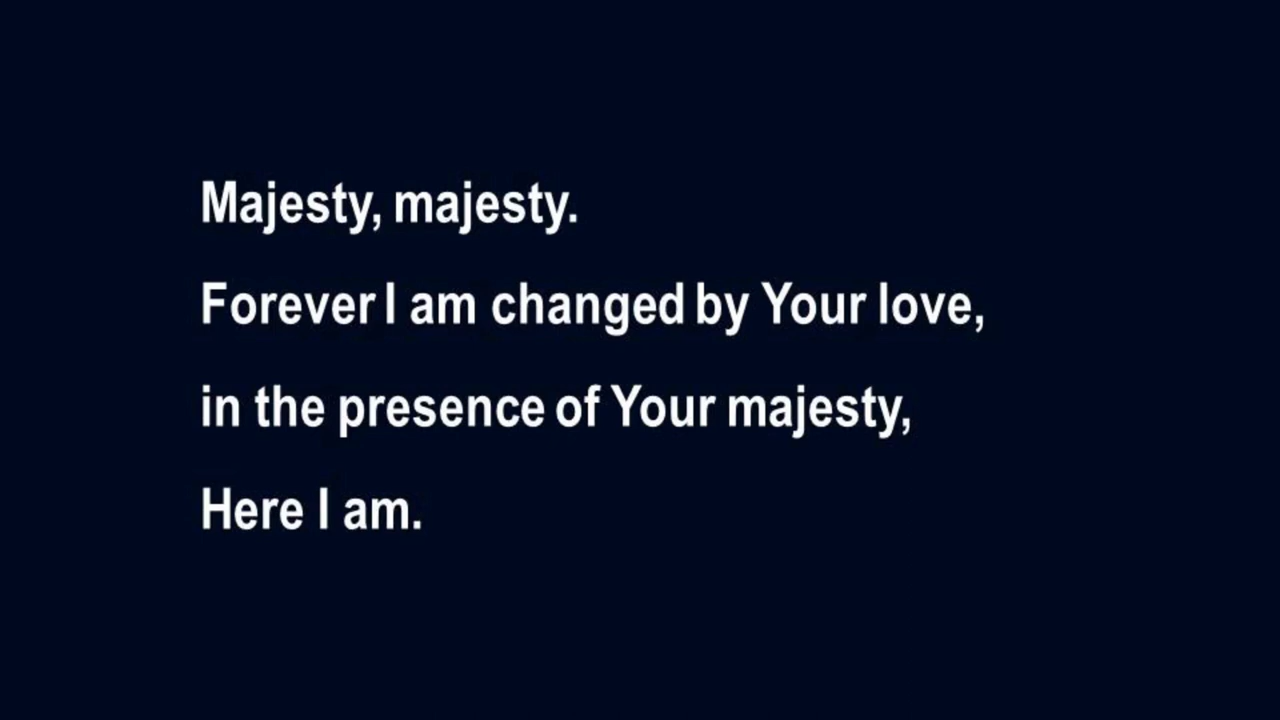 Majesty, majesty.
Forever I am changed by Your love,
in the presence of Your majesty,
Here I am.